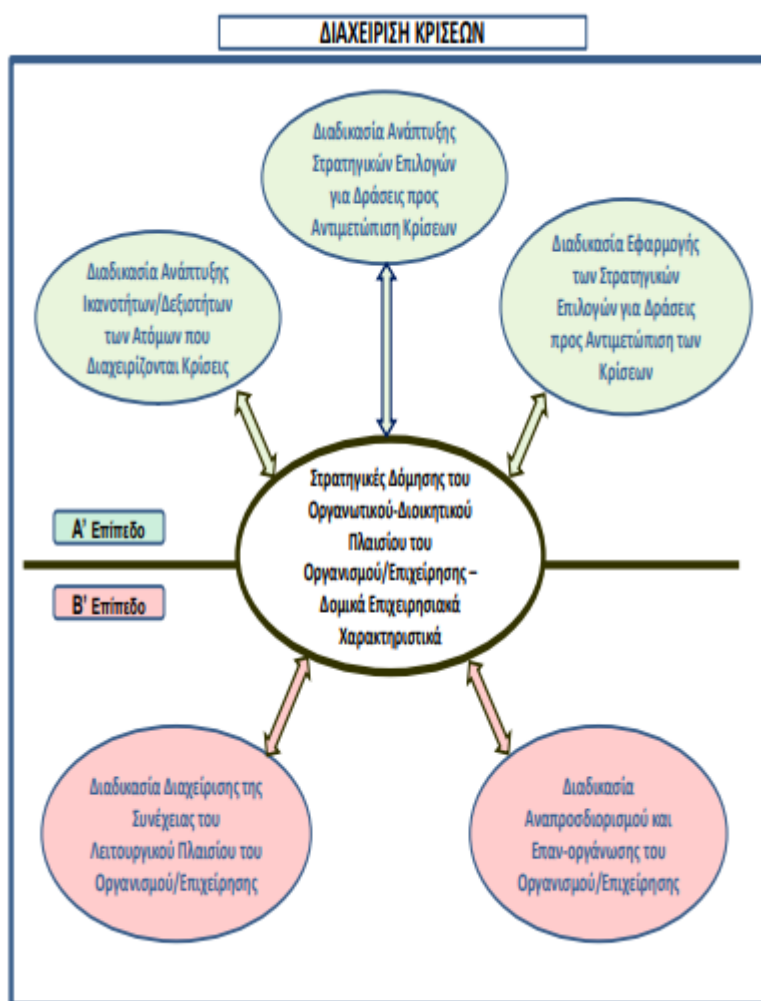 ΔΙΑΧΕΙΡΙΣΗ ΚΡΙΣΕΩΝ
Διαδικασία Ανάπτυξης
Στρατηγικών Επιλογών
για Δράσεις προς
Αντιμετώπιση Κρίσεων
Διαδικασία Ανάπτυξης
Ικανοτήτων/Δεξιοτήτων
των Ατόμων που
Διαχειρίζονται Κρίσεις
Διαδικασία Εφαρμογής
των Στρατηγικών
Επιλογών για Δράσεις
προς Αντιμετώπιση των
Κρίσεων
Στρατηγικές Δόμησης του
Οργανωτικού-Διοικητικού
Πλαισίου του
Οργανισμού/Επιχείρησης –
Δομικά Επιχειρησιακά
Χαρακτηριστικά
Α' Επίπεδο
Β' Επίπεδο
Διαδικασία Διαχείρισης της
Συνέχειας του
Λειτουργικού Πλαισίου του
Οργανισμού/Επιχείρησης
Διαδικασία
Αναπροσδιορισμού και
Επαν-οργάνωσης του
Οργανισμού/Επιχείρησης